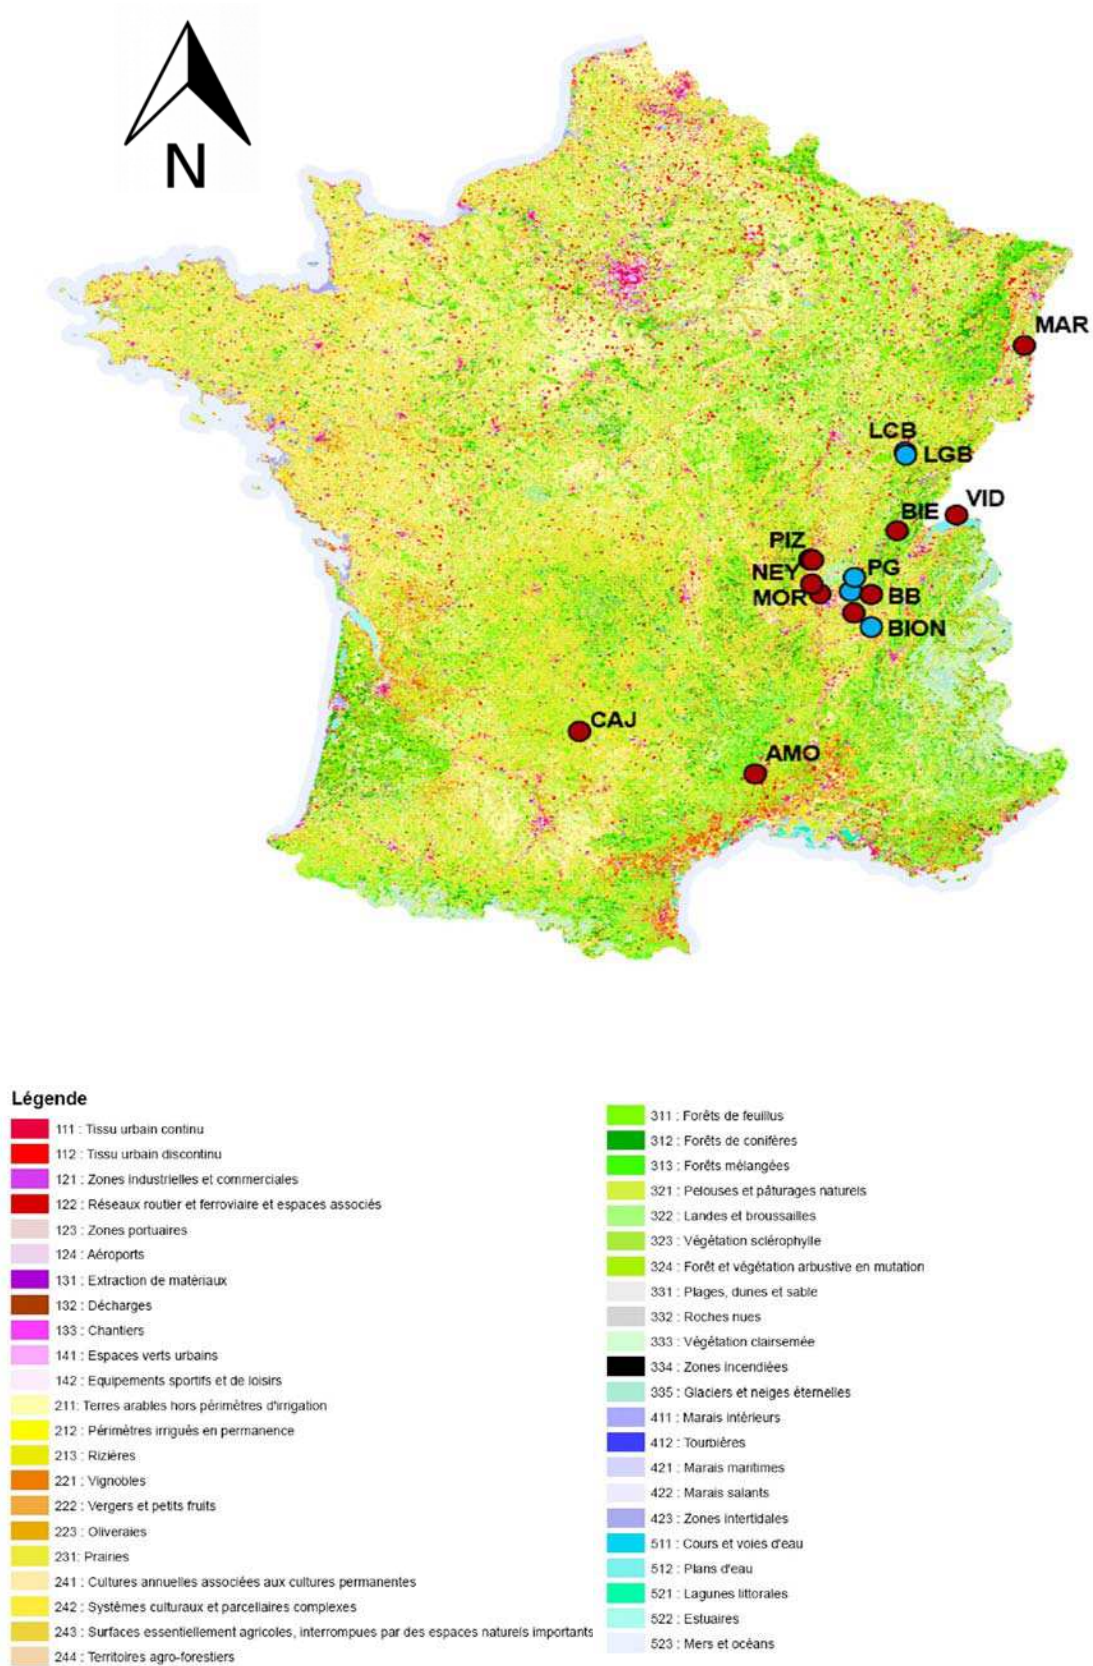 N
MAR
LCB
LGB
VID
BIE
PIZ
PG
NEY
BB
MOR
BION
CAJ
AMO
Légende
111 : Tissu urbain continu
112 : Tissu urbain discontinu
121 : Zones industrielles et commerciales
122 : Réseaux routier et ferroviaire et espaces associés
123 : Zones portuaires
124 : Aéroports
131 : Extraction de matériaux
132 : Décharges
133 : Chantiers
141 : Espaces verts urbains
142 : Equipements sportifs et de loisirs
211: Terres arables hors périmètres d'irrigation
212 : Périmètres irrigués en permanence
213 : Rizières
221 : Vignobles
222 : Vergers et petits fruits
223 : Oliveraies
231: Prairies
241 : Cultures annuelles associées aux cultures permanentes
242 : Systèmes culturaux et parcellaires complexes
243 : Surfaces essentiellement agricoles, interrompues par des espaces naturels importants
244 : Territoires agro-forestiers
311 : Forêts de feuillus
312 : Forêts de conifères
313 : Forêts mélangées
321 : Pelouses et pâturages naturels
322 : Landes et broussailles
323 : Végétation sclérophylle
324 : Forêt et végétation arbustive en mutation
331 : Plages, dunes et sable
332 : Roches nues
333 : Végétation clairsemée
334 : Zones incendiées
335 : Glaciers et neiges éternelles
411 : Marais intérieurs
412 : Tourbières
421 : Marais maritimes
422 : Marais salants
423 : Zones intertidales
511 : Cours et voies d'eau
512 : Plans d'eau
521 : Lagunes littorales
522 : Estuaires
523 : Mers et océans